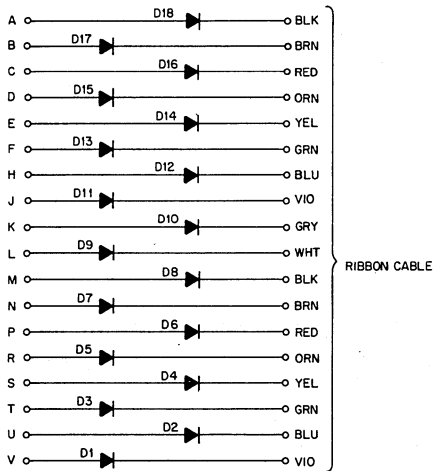 A D18 BLK
B D17 BRN
C D16 RED
D D15 ORN
E D14 YEL
F D13 GRN
H D12 BLU
J D11 VIO
K D10 GRY
L D9 WHT
RIBBON CABLE
M D8 BLK
N D7 BRN
P D6 RED
R D5 ORN
S D4 YEL
T D3 GRN
U D2 BLU
V D1 VIO